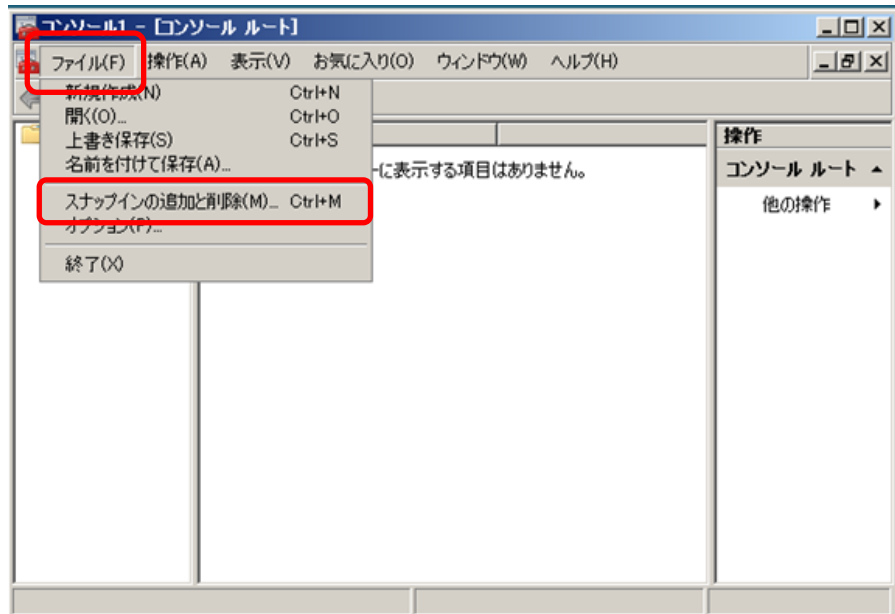 コンソール1 - [コンソール ルート]
ファイル(F) 操作(A) 表示(V) お気に入り(O) ウィンドウ(W) ヘルプ(H)
新規作成(N) Ctrl+N
開く(O)... Ctrl+O
上書き保存(S) Ctrl+S
名前を付けて保存(A)...
スナップインの追加と削除(M)... Ctrl+M
オプション(P)...
終了(X)
ーに表示する項目はありません。
操作
コンソール ルート
他の操作